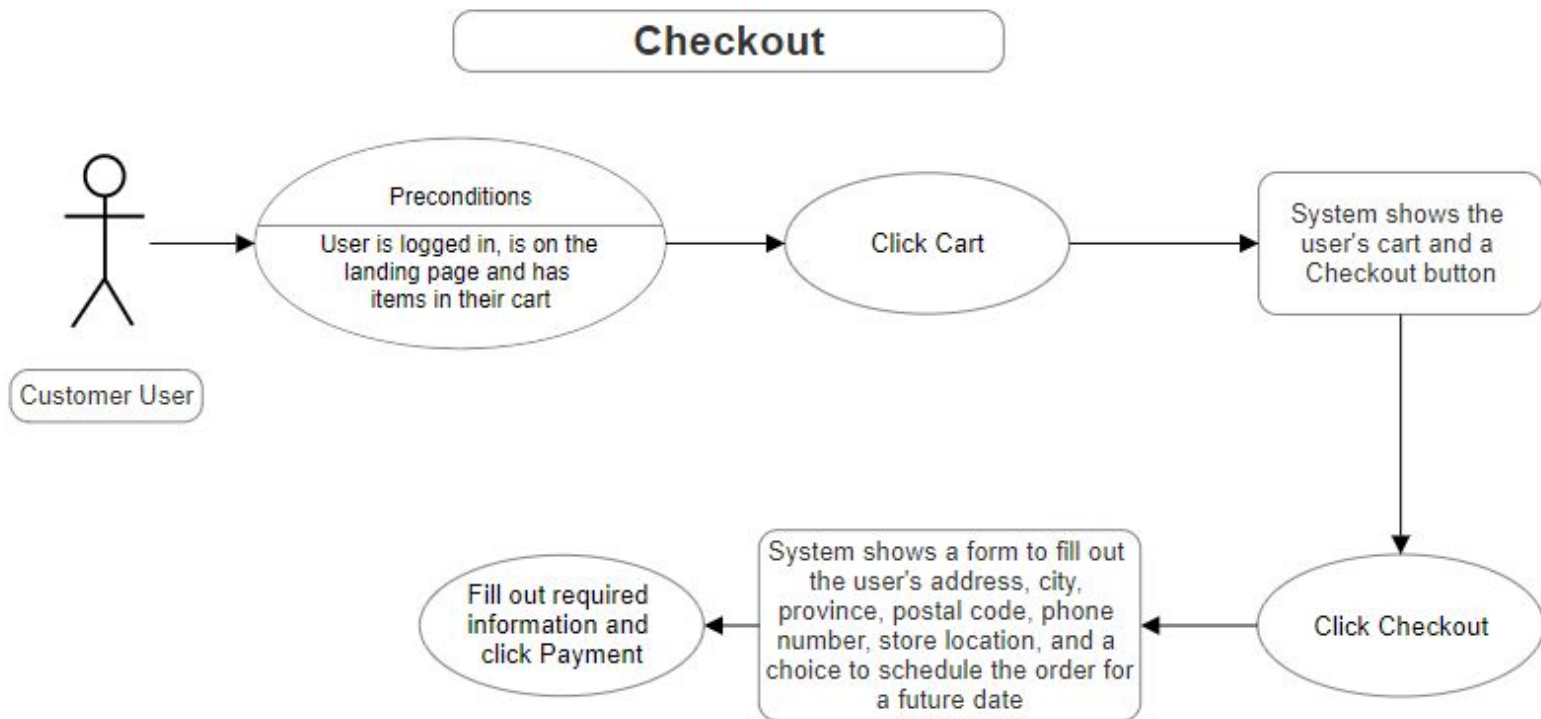 Checkout
Preconditions
User is logged in, is on the
landing page and has
items in their cart
Click Cart
System shows the
user's cart and a
Checkout button
Customer User
Click Checkout
System shows a form to fill out
the user's address, city,
province, postal code, phone
number, store location, and a
choice to schedule the order for
a future date
Fill out required
information and
click Payment